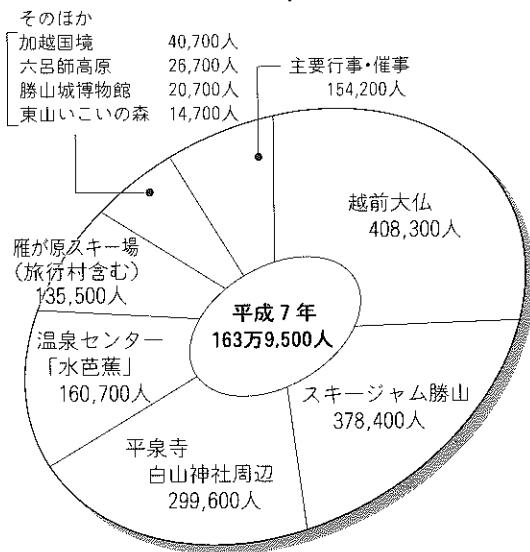 そのほか
加越国境 40,700人
六呂師高原 26,700人
勝山城博物館 20,700人
東山いこいの森 14,700人
主要行事・催事
154,200人
越前大仏
408,300人
雁が原スキー場
(旅行村含む)
135,500人
平成7年
163万9,500人
温泉センター
「水芭蕉」
160,700人
スキージャム勝山
378,400人
平泉寺
白山神社周辺
299,600人